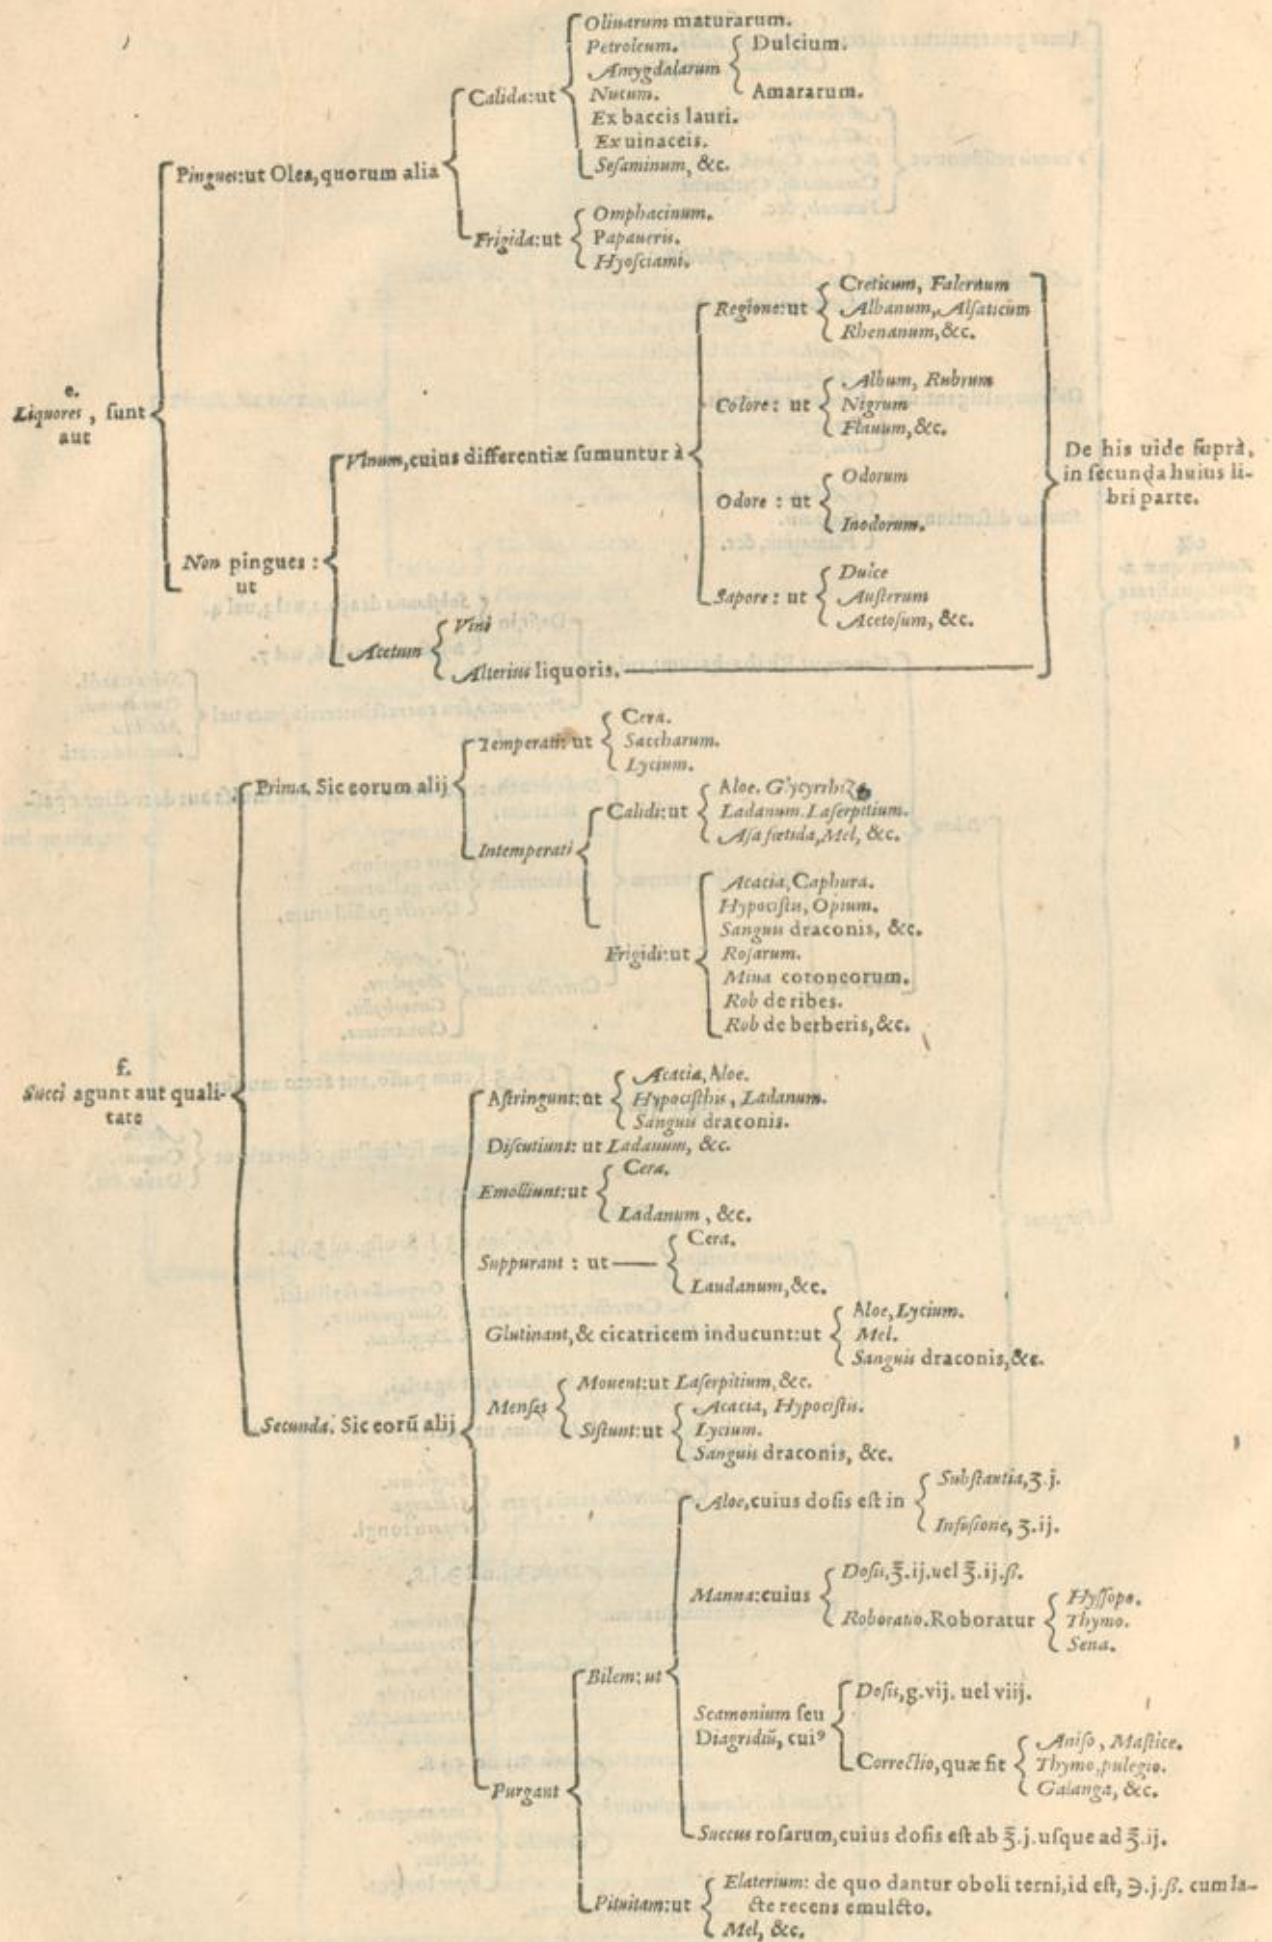 Oliuarum maturarum.
Petroleum.
Amygdalarum
Dulcium.
Amararum.
Nucum.
Ex baccis lauri.
Ex uinaceis.
Seſaminum, &c.
Calida: ut
Pingues: ut Olea, quorum alia
Frigida: ut
Omphacinum.
Papaueris.
Hyoſciami.
e.
Liquores, ſunt
aut
Non pingues:
ut
Vinum, cuius differentiæ ſumuntur à
Regione: ut
Creticum, Falernum
Albanum, Alſaticum
Rhenanum, &c.
Colore: ut
Album, Rubrum
Nigrum
Flauum, &c.
Odore: ut
Odorum
Inodorum.
Sapore: ut
Dulce
Auſterum
Acetoſum, &c.
Acetum
Vini
Alterius liquoris.
De his uide ſuprà,
in ſecunda huius li-
bri parte.
f.
Succi agunt aut quali-
tate
Prima. Sic eorum alij
Temperati: ut
Cera.
Saccharum.
Lycium.
Intemperati
Calidi: ut
Aloe. Glycyrrhiza
Ladanum. Laſerpitium.
Aſa fœtida, Mel, &c.
Frigidi: ut
Acacia, Caphura.
Hypociſtis, Opium.
Sanguis draconis, &c.
Roſarum.
Miua cotoneorum.
Rob de ribes.
Rob de berberis, &c.
Secunda. Sic eorū alij
Aſtringunt: ut
Acacia, Aloe.
Hypociſthis, Ladanum.
Sanguis draconis.
Diſcutiunt: ut Ladanum, &c.
Emolliunt: ut
Cera.
Ladanum, &c.
Suppurant: ut
Cera.
Laudanum, &c.
Glutinant, & cicatricem inducunt: ut
Aloe, Lycium.
Mel.
Sanguis draconis, &c.
Menſes
Mouent: ut Laſerpitium, &c.
Siſtunt: ut
Acacia, Hypociſtis.
Lycium.
Sanguis draconis, &c.
Purgant
Bilem: ut
Aloe, cuius doſis eſt in
Subſtantia, ʒ.j.
Infuſione, ʒ.ij.
Manna: cuius
Doſis, ℥.ij. uel ℥.ij.ß.
Roboratio. Roboratur
Hyſſopo.
Thymo.
Sena.
Scamonium ſeu
Diagridiū, cuiꝰ
Doſis, g.vij. uel viij.
Correctio, quæ fit
Aniſo, Maſtice.
Thymo, pulegio.
Galanga, &c.
Succus roſarum, cuius doſis eſt ab ℥.j. uſque ad ℥.ij.
Pituitam: ut
Elaterium: de quo dantur oboli terni, id eſt, ℈.j.ß. cum la-
cte recens emulcto.
Mel, &c.